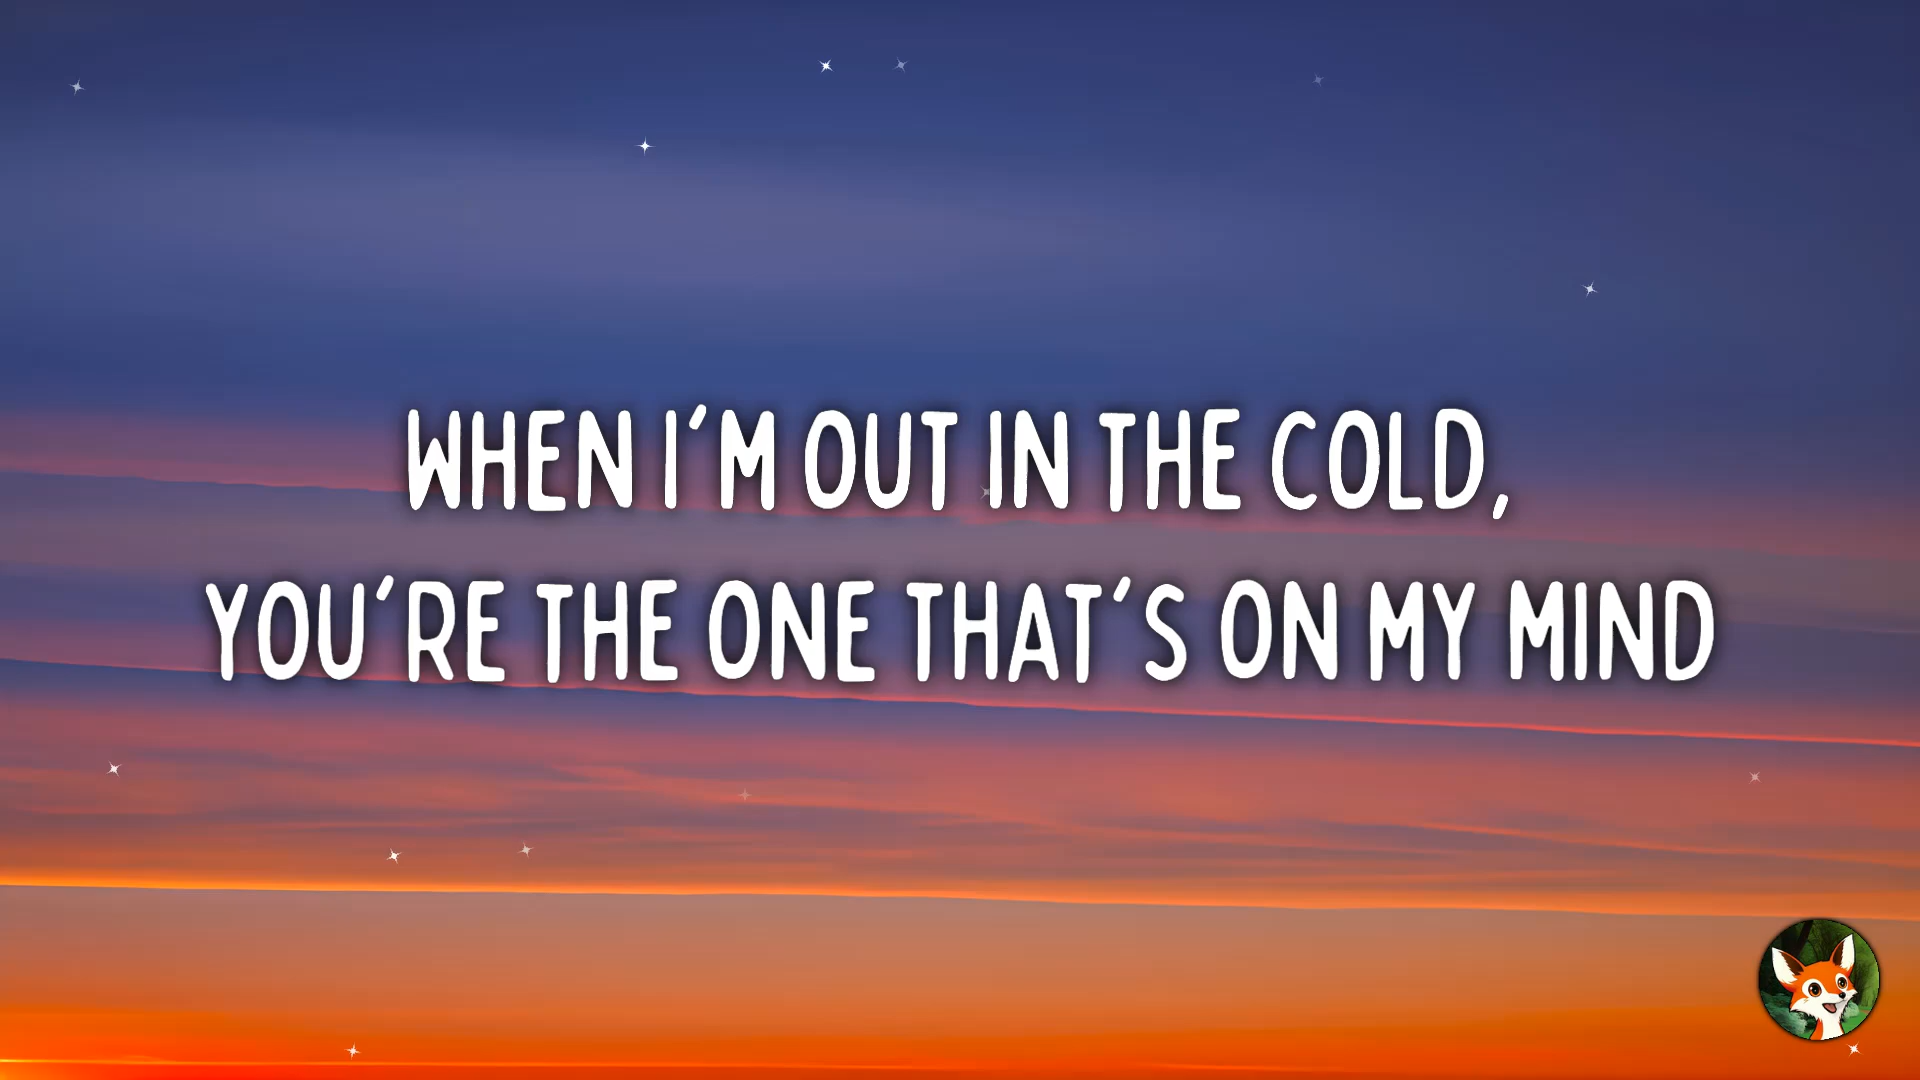 WHEN I'M OUT IN THE COLD,
YOU'RE THE ONE THAT'S ON MY MIND